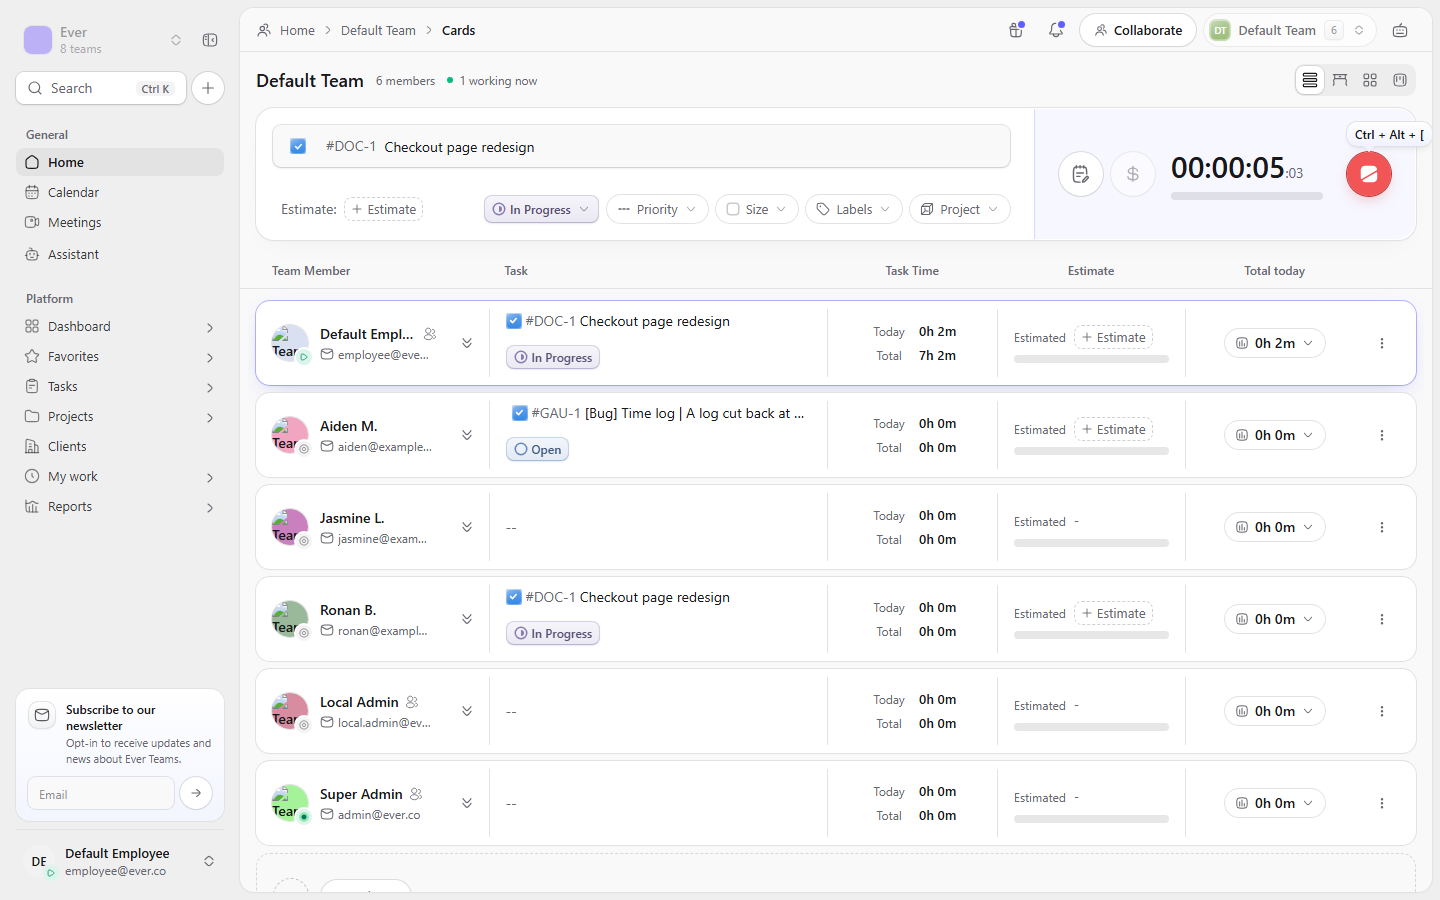 Ever
8 teams
Search Ctrl K
General
Home
Calendar
Meetings
Assistant
Platform
Dashboard
Favorites
Tasks
Projects
Clients
My work
Reports
Subscribe to our newsletter
Opt-in to receive updates and news about Ever Teams.
Email
DE Default Employee
employee@ever.co
Home > Default Team > Cards
Collaborate
DT Default Team 6
Default Team 6 members 1 working now
#DOC-1 Checkout page redesign
Estimate: + Estimate
In Progress Priority Size Labels Project
00:00:05:03
Ctrl + Alt + [
Team Member Task Task Time Estimate Total today
Default Empl...
employee@eve...
#DOC-1 Checkout page redesign
In Progress
Today 0h 2m
Total 7h 2m
Estimated + Estimate
0h 2m
Aiden M.
aiden@example...
#GAU-1 [Bug] Time log | A log cut back at ...
Open
Today 0h 0m
Total 0h 0m
Estimated + Estimate
0h 0m
Jasmine L.
jasmine@exam...
--
Today 0h 0m
Total 0h 0m
Estimated -
0h 0m
Ronan B.
ronan@exampl...
#DOC-1 Checkout page redesign
In Progress
Today 0h 0m
Total 0h 0m
Estimated + Estimate
0h 0m
Local Admin
local.admin@ev...
--
Today 0h 0m
Total 0h 0m
Estimated -
0h 0m
Super Admin
admin@ever.co
--
Today 0h 0m
Total 0h 0m
Estimated -
0h 0m